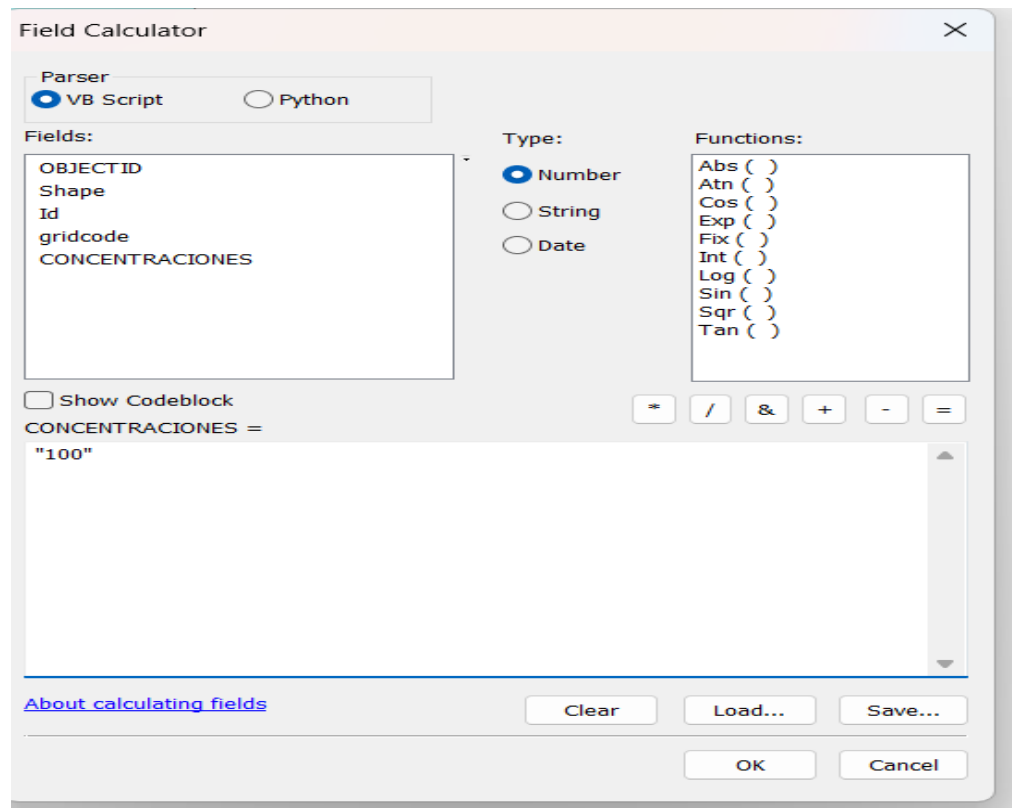 Field Calculator
Parser
VB Script Python
Fields:
OBJECTID
Shape
Id
gridcode
CONCENTRACIONES
Type:
Number
String
Date
Functions:
Abs ( )
Atn ( )
Cos ( )
Exp ( )
Fix ( )
Int ( )
Log ( )
Sin ( )
Sqr ( )
Tan ( )
Show Codeblock
* / & + - =
CONCENTRACIONES =
"100"
About calculating fields
Clear Load... Save...
OK Cancel